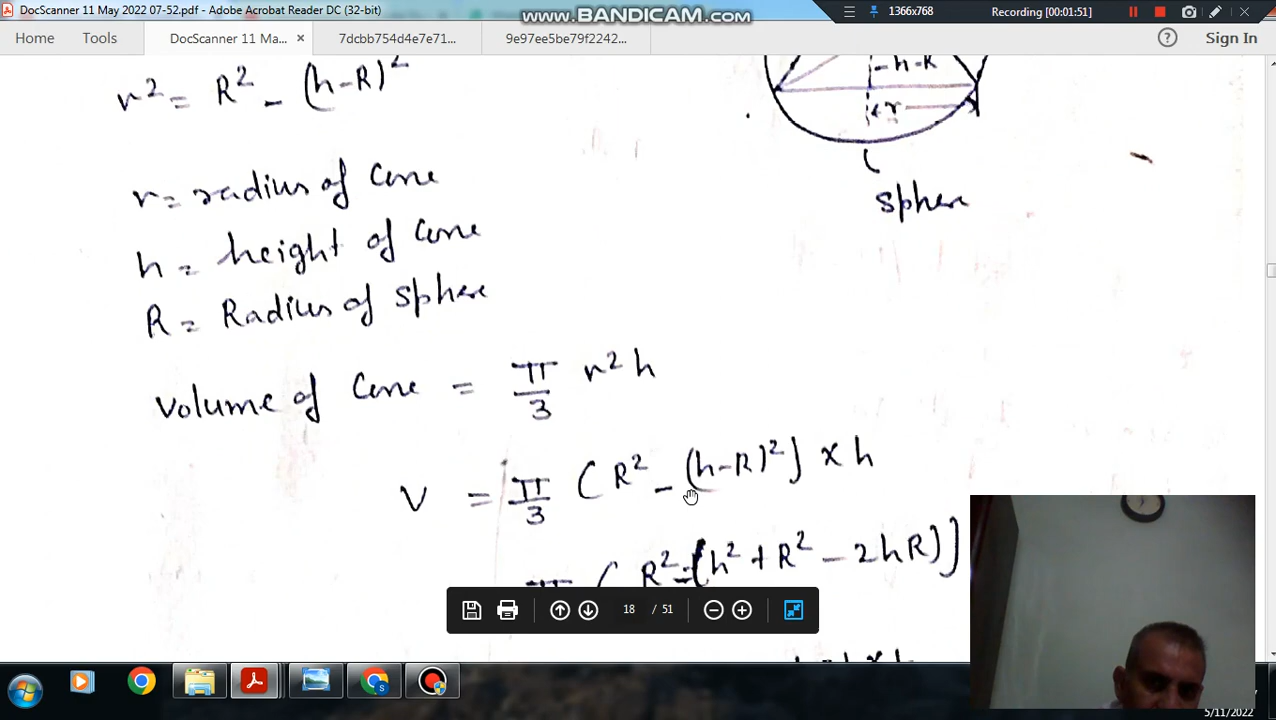 DocScanner 11 May 2022 07-52.pdf - Adobe Acrobat Reader DC (32-bit)
www.BANDICAM.com
1366x768
Recording [00:01:51]
Home
Tools
DocScanner 11 Ma...
7dcbb754d4e7e71...
9e97ee5be79f2242...
Sign In
r² = R² - (h-R)²
h-R
r
sphere
r = radius of Cone
h = height of Cone
R = Radius of sphere
Volume of Cone = π/3 r²h
V = π/3 (R² - (h-R)²) × h
(R² - (h² + R² - 2hR)]
18 / 51
5/11/2022